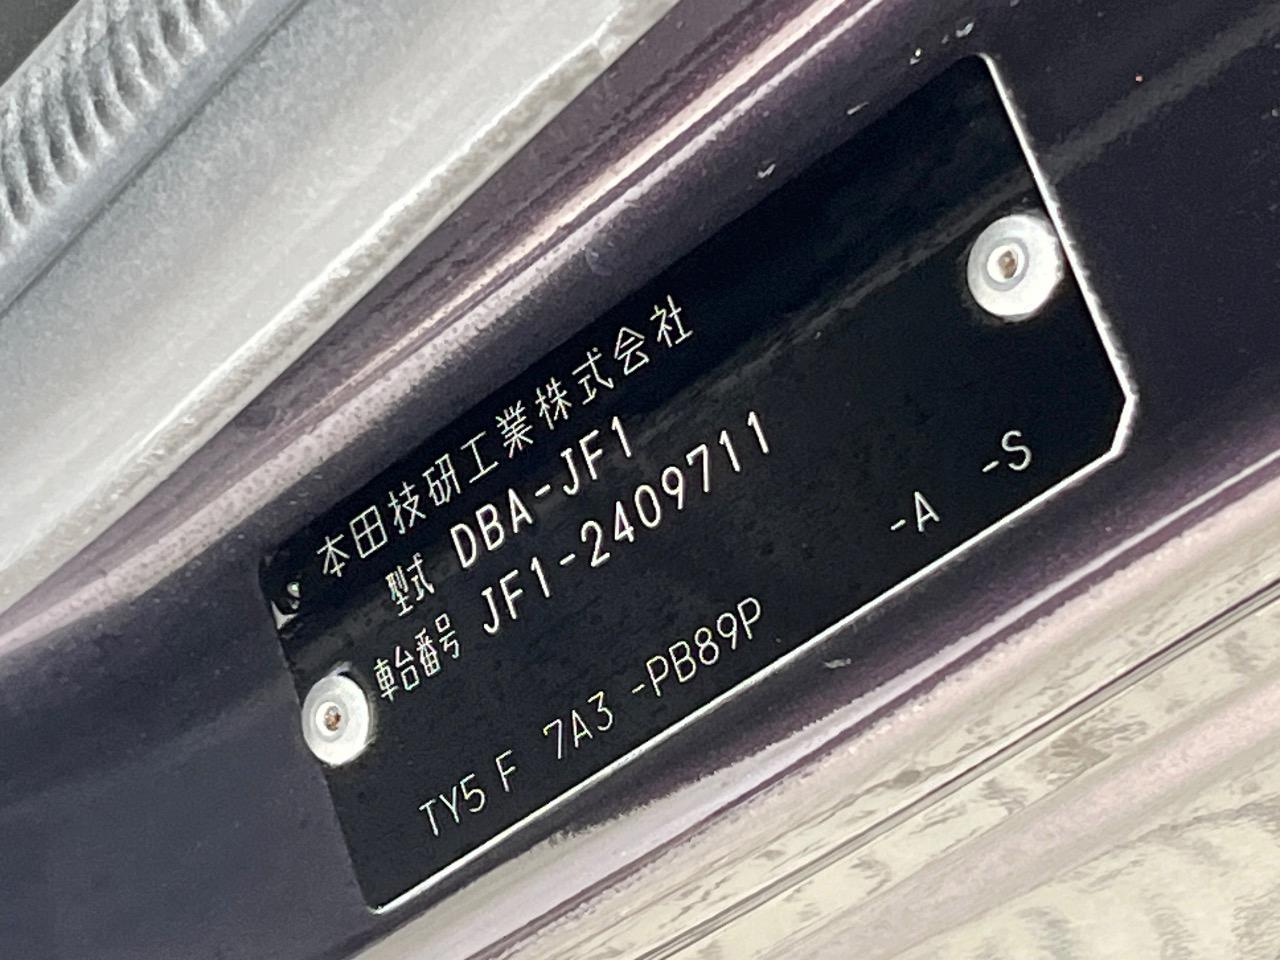 本田技研工業株式会社
型式 DBA-JF1
車台番号 JF1-2409711
TY5 F 7A3 -PB89P -A -S